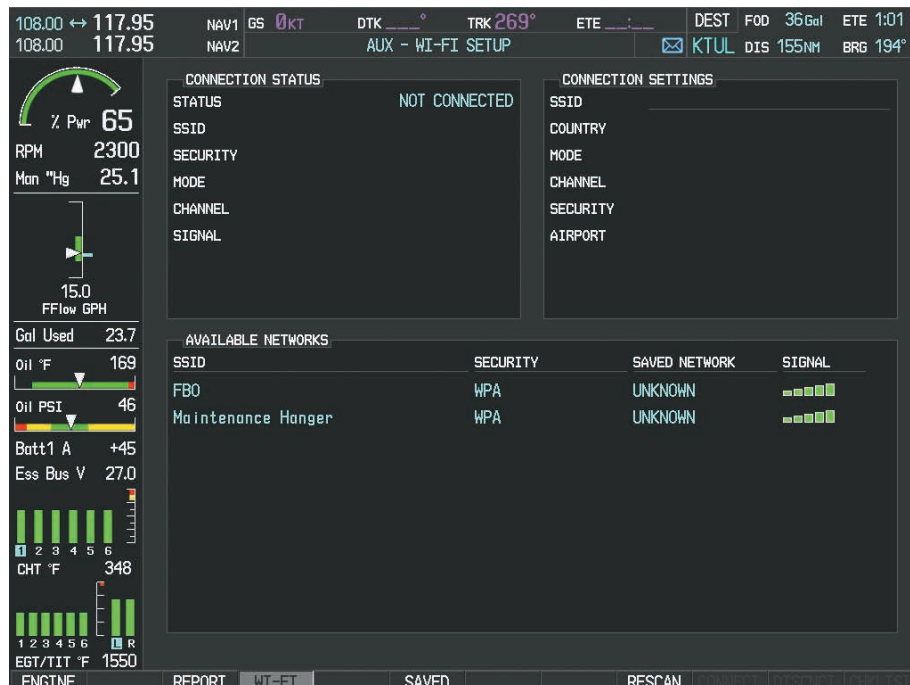 108.00 ↔ 117.95 NAV1 GS 0KT DTK ___° TRK 269° ETE __:__ DEST FOD 36Gal ETE 1:01
108.00 117.95 NAV2 AUX - WI-FI SETUP KTUL DIS 155NM BRG 194°
% Pwr 65
RPM 2300
Man "Hg 25.1
15.0
FFlow GPH
Gal Used 23.7
Oil °F 169
Oil PSI 46
Batt1 A +45
Ess Bus V 27.0
1 2 3 4 5 6
CHT °F 348
1 2 3 4 5 6 L R
EGT/TIT °F 1550
CONNECTION STATUS
STATUS NOT CONNECTED
SSID
SECURITY
MODE
CHANNEL
SIGNAL
CONNECTION SETTINGS
SSID
COUNTRY
MODE
CHANNEL
SECURITY
AIRPORT
AVAILABLE NETWORKS
SSID SECURITY SAVED NETWORK SIGNAL
FBO WPA UNKNOWN
Maintenance Hanger WPA UNKNOWN
ENGINE REPORT WI-FI SAVED RESCAN CONNECT DISCNCT CHKLIST